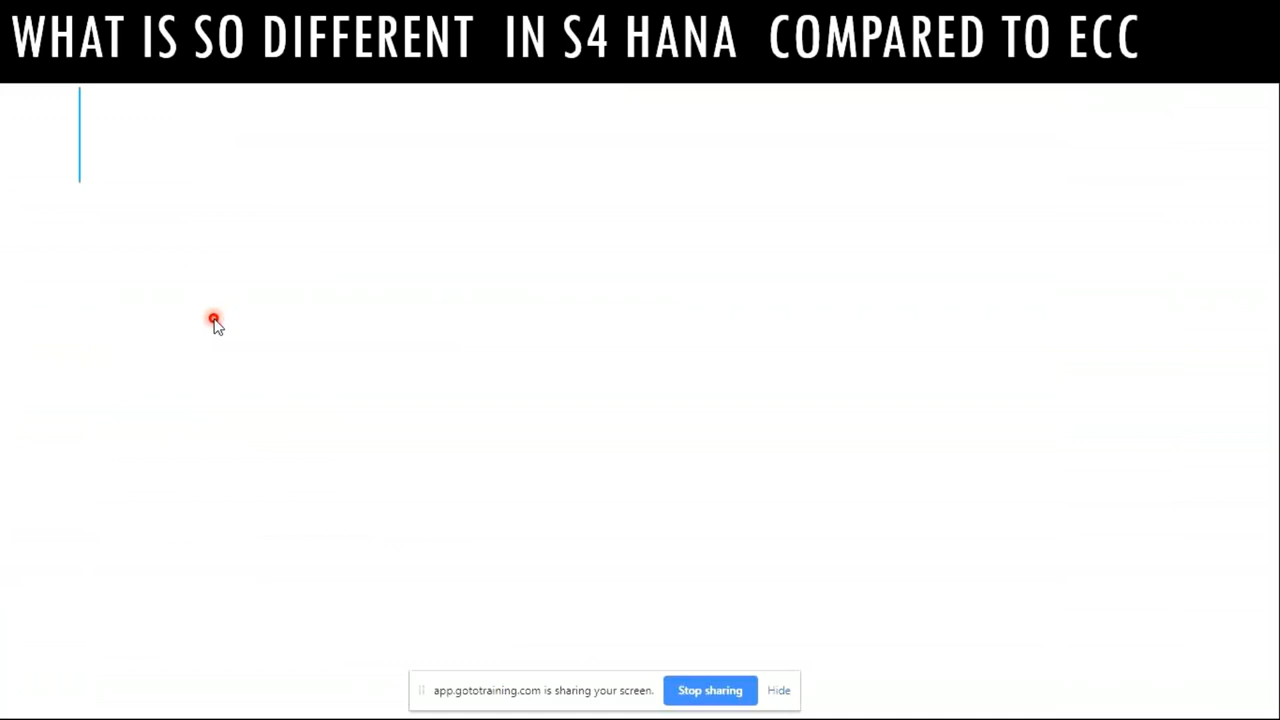 WHAT IS SO DIFFERENT IN S4 HANA COMPARED TO ECC
app.gototraining.com is sharing your screen. Stop sharing Hide